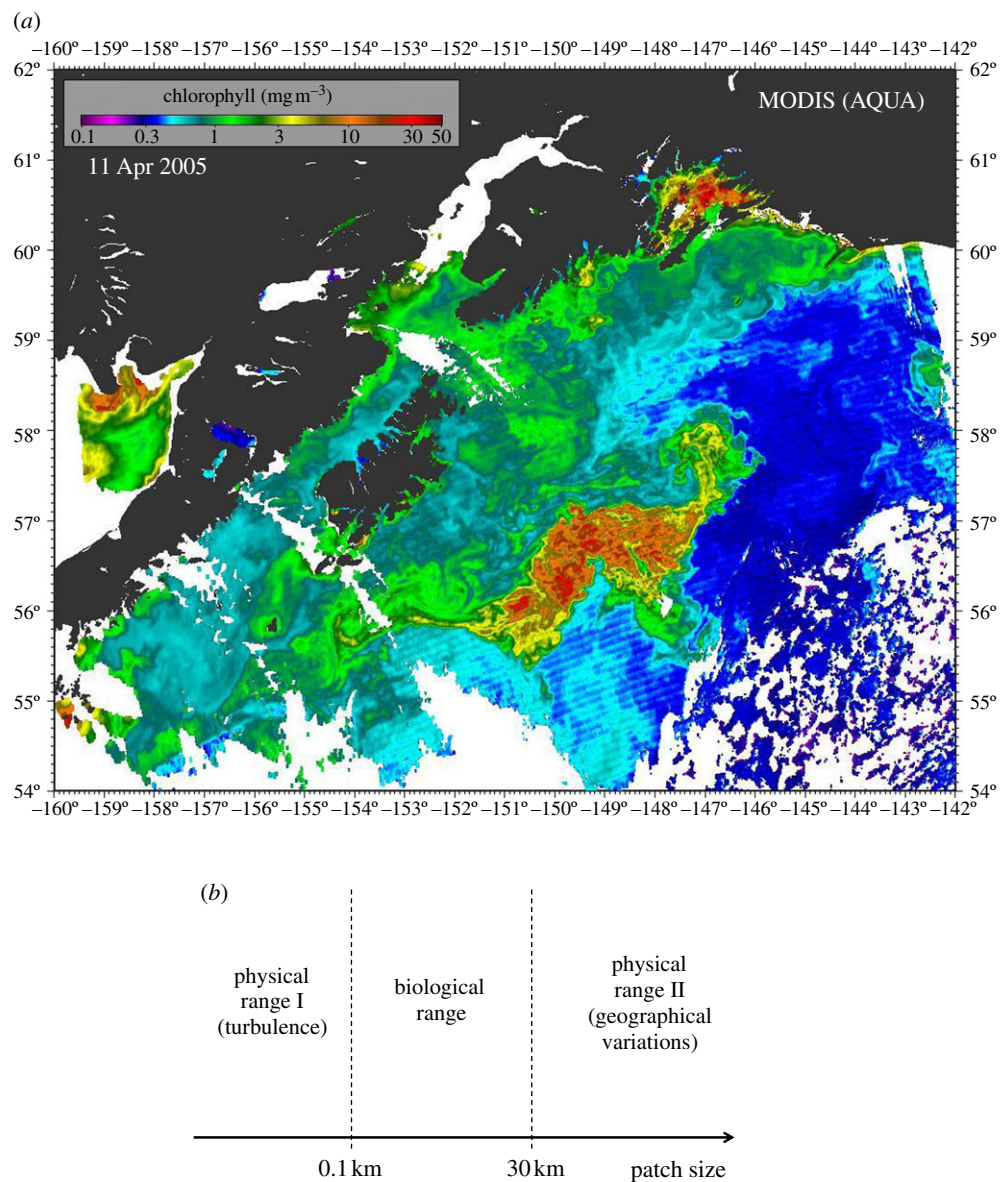 (a)
−160° −159° −158° −157° −156° −155° −154° −153° −152° −151° −150° −149° −148° −147° −146° −145° −144° −143° −142°
62° 62°
chlorophyll (mg m⁻³)
0.1 0.3 1 3 10 30 50
MODIS (AQUA)
11 Apr 2005
61° 61°
60° 60°
59° 59°
58° 58°
57° 57°
56° 56°
55° 55°
54° 54°
−160° −159° −158° −157° −156° −155° −154° −153° −152° −151° −150° −149° −148° −147° −146° −145° −144° −143° −142°
(b)
physical
range I
(turbulence)
biological
range
physical
range II
(geographical
variations)
0.1 km 30 km patch size